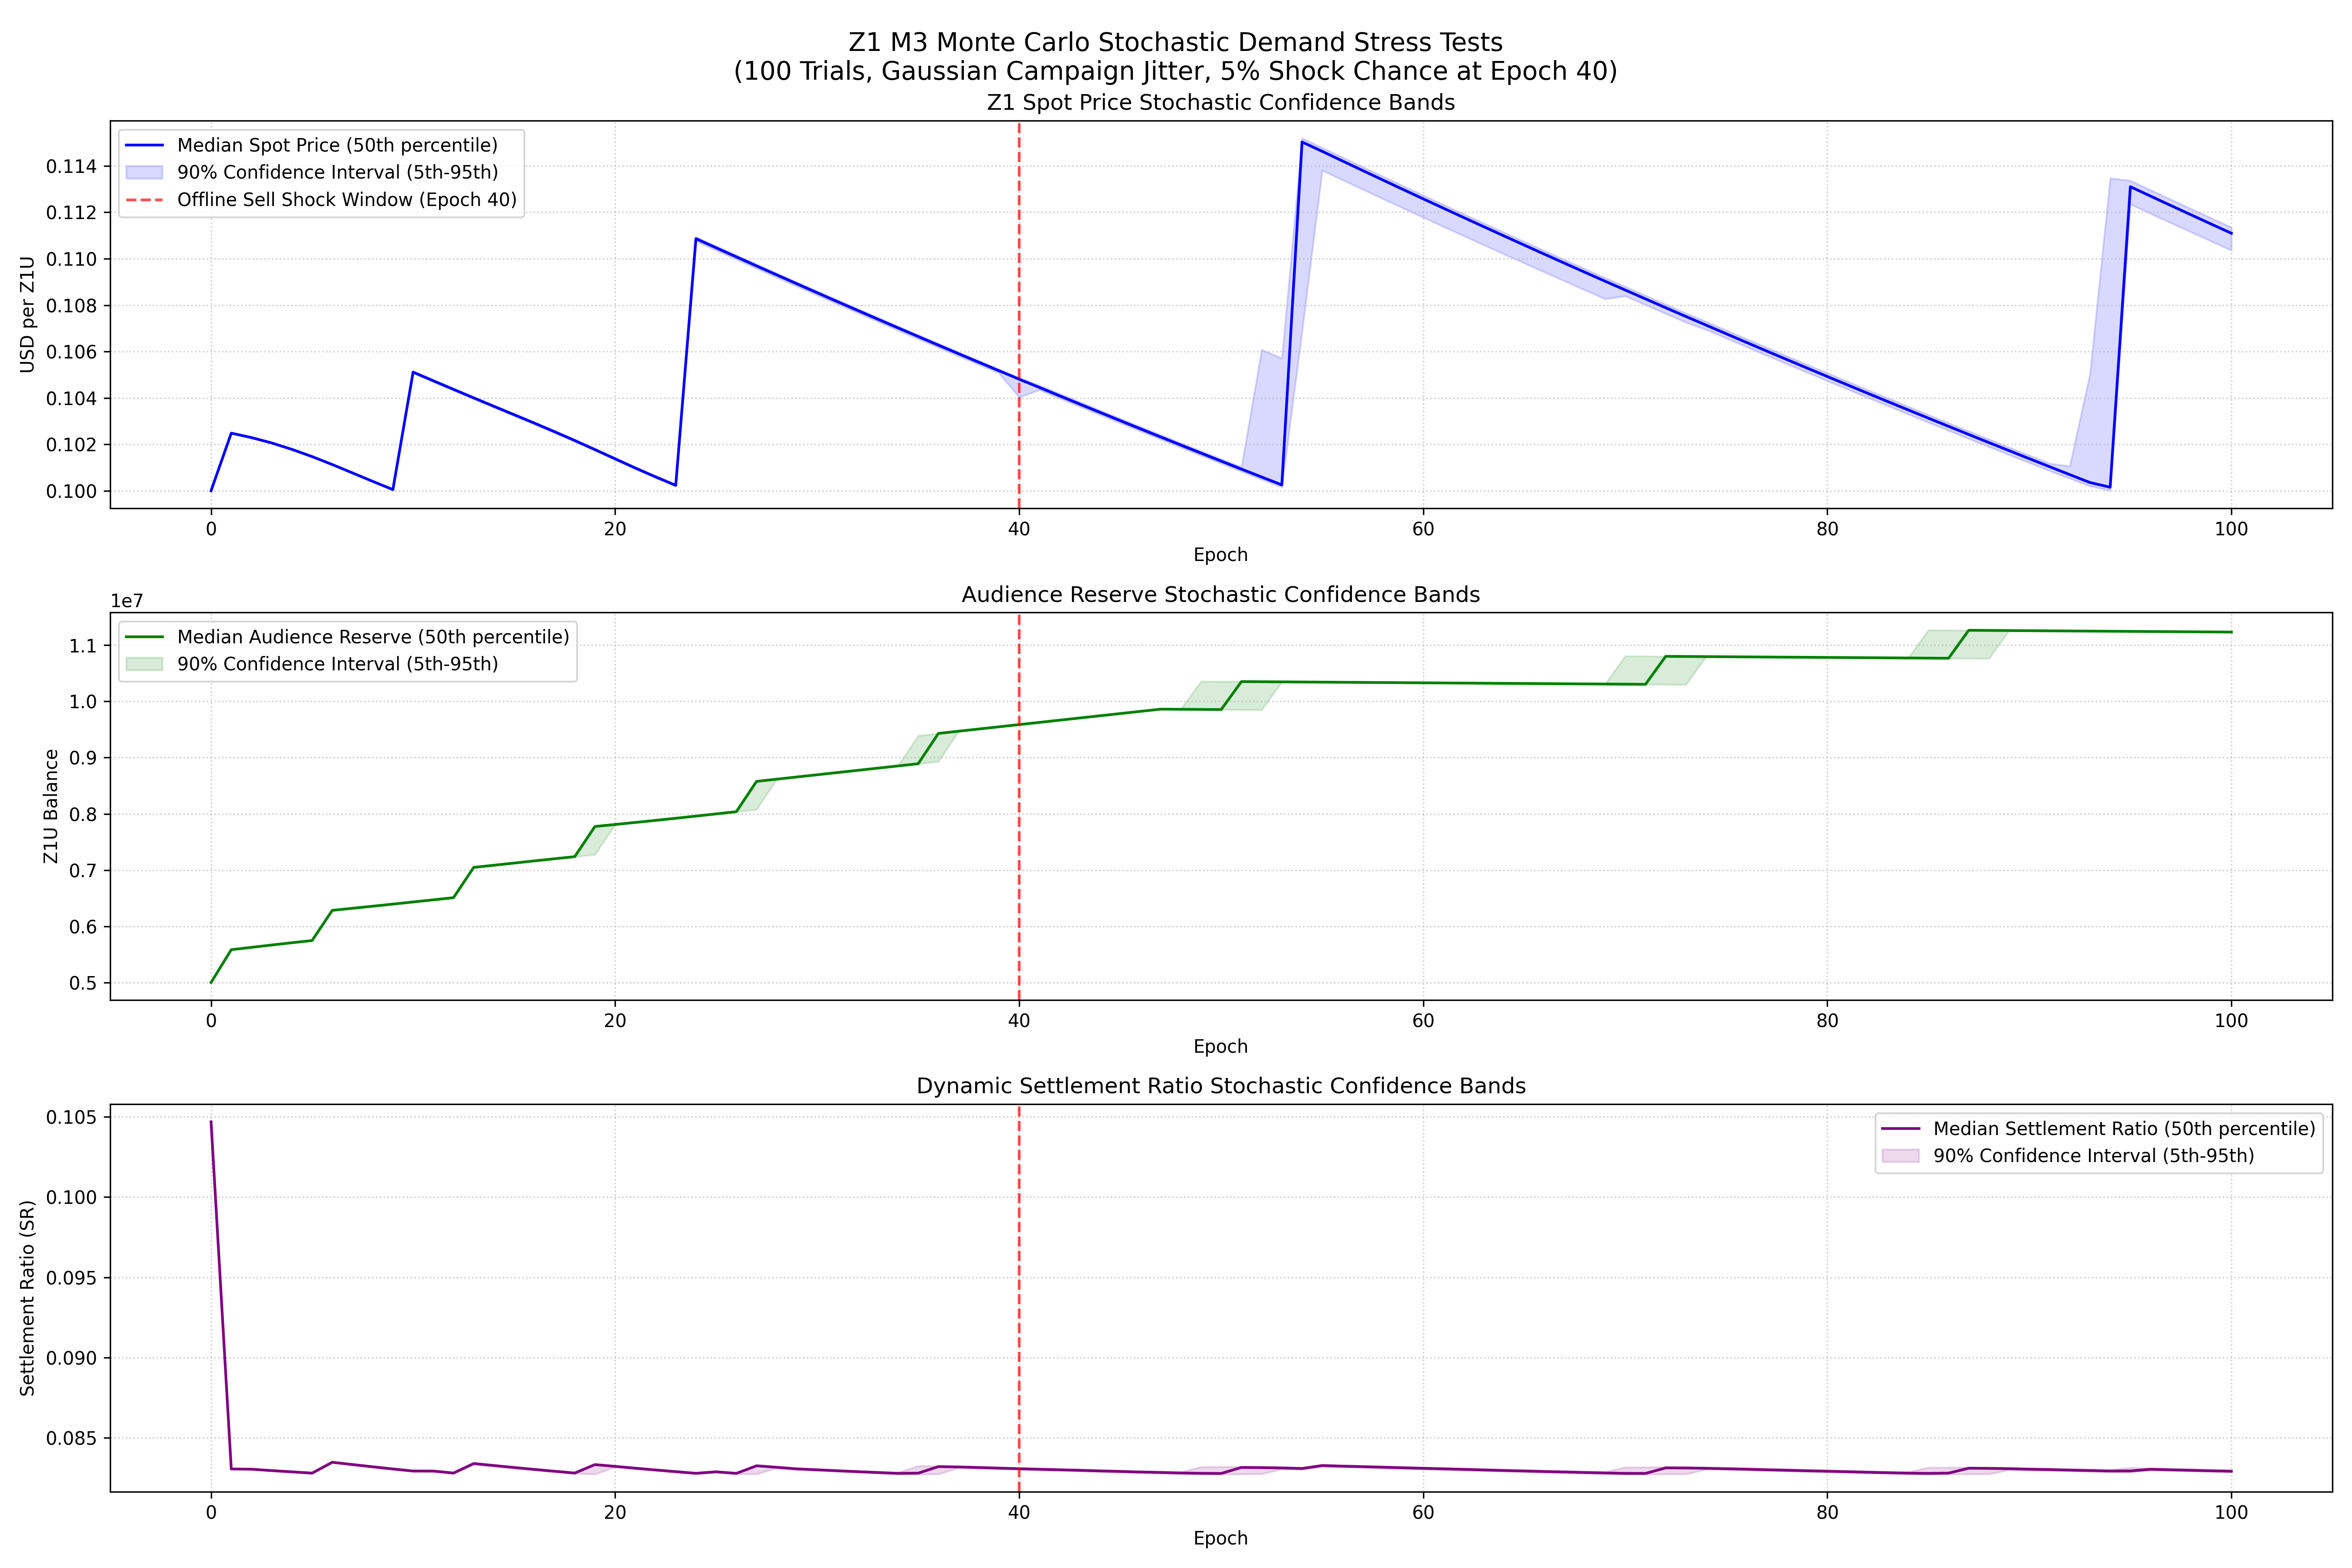 Z1 M3 Monte Carlo Stochastic Demand Stress Tests
(100 Trials, Gaussian Campaign Jitter, 5% Shock Chance at Epoch 40)
Z1 Spot Price Stochastic Confidence Bands
Median Spot Price (50th percentile)
90% Confidence Interval (5th-95th)
Offline Sell Shock Window (Epoch 40)
USD per Z1U
0.114
0.112
0.110
0.108
0.106
0.104
0.102
0.100
0 20 40 60 80 100
Epoch
Audience Reserve Stochastic Confidence Bands
1e7
Median Audience Reserve (50th percentile)
90% Confidence Interval (5th-95th)
Z1U Balance
1.1
1.0
0.9
0.8
0.7
0.6
0.5
0 20 40 60 80 100
Epoch
Dynamic Settlement Ratio Stochastic Confidence Bands
Median Settlement Ratio (50th percentile)
90% Confidence Interval (5th-95th)
Settlement Ratio (SR)
0.105
0.100
0.095
0.090
0.085
0 20 40 60 80 100
Epoch